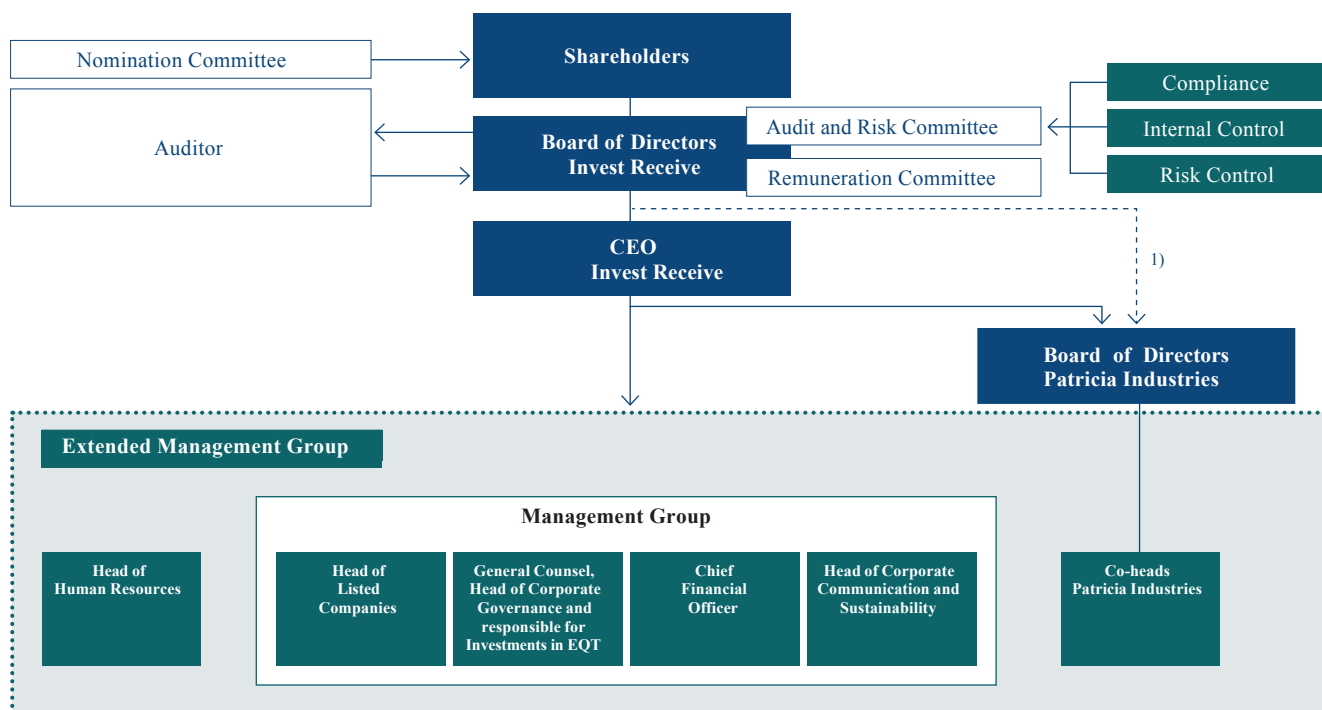 Nomination Committee
Shareholders
Auditor
Board of Directors
Invest Receive
Audit and Risk Committee
Remuneration Committee
Compliance
Internal Control
Risk Control
CEO
Invest Receive
1)
Board of Directors
Patricia Industries
Extended Management Group
Management Group
Head of
Human Resources
Head of
Listed
Companies
General Counsel,
Head of Corporate
Governance and
responsible for
Investments in EQT
Chief
Financial
Officer
Head of Corporate
Communication and
Sustainability
Co-heads
Patricia Industries